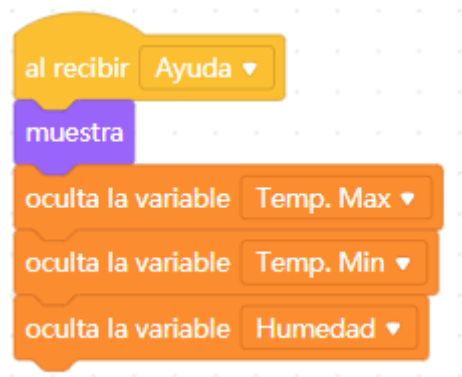 al recibir Ayuda
muestra
oculta la variable Temp. Max
oculta la variable Temp. Min
oculta la variable Humedad